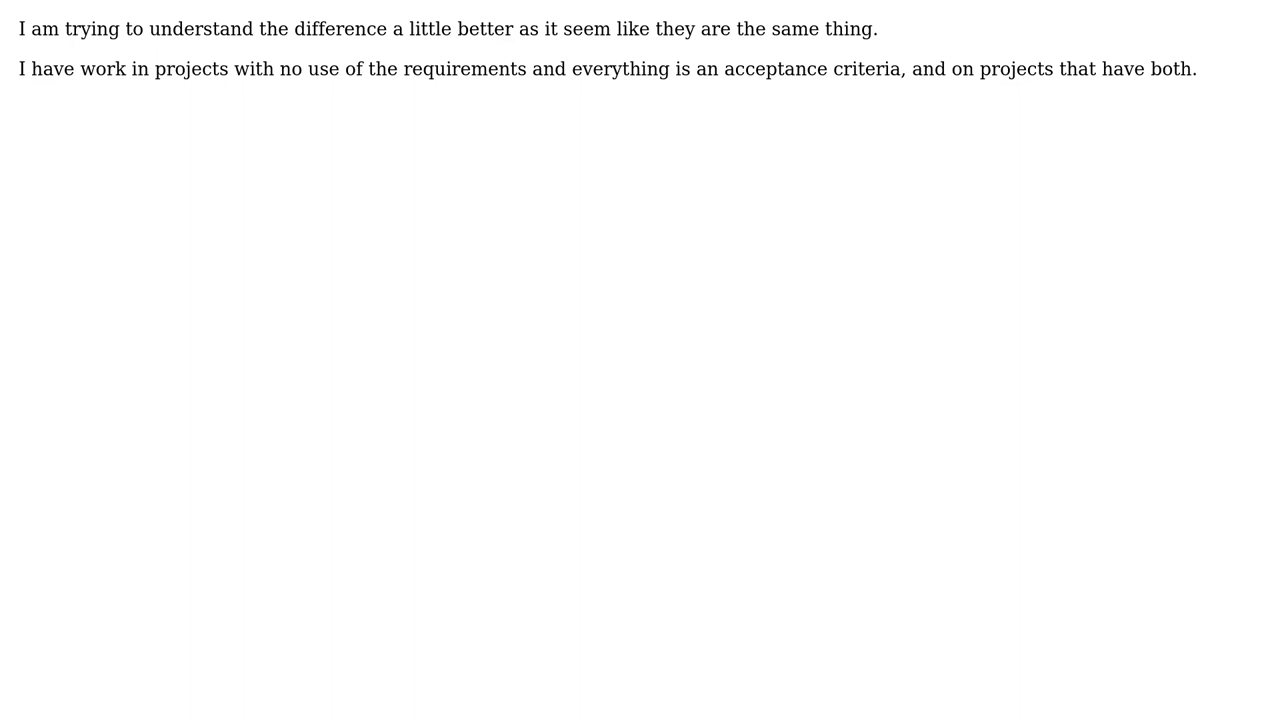 I am trying to understand the difference a little better as it seem like they are the same thing.
I have work in projects with no use of the requirements and everything is an acceptance criteria, and on projects that have both.